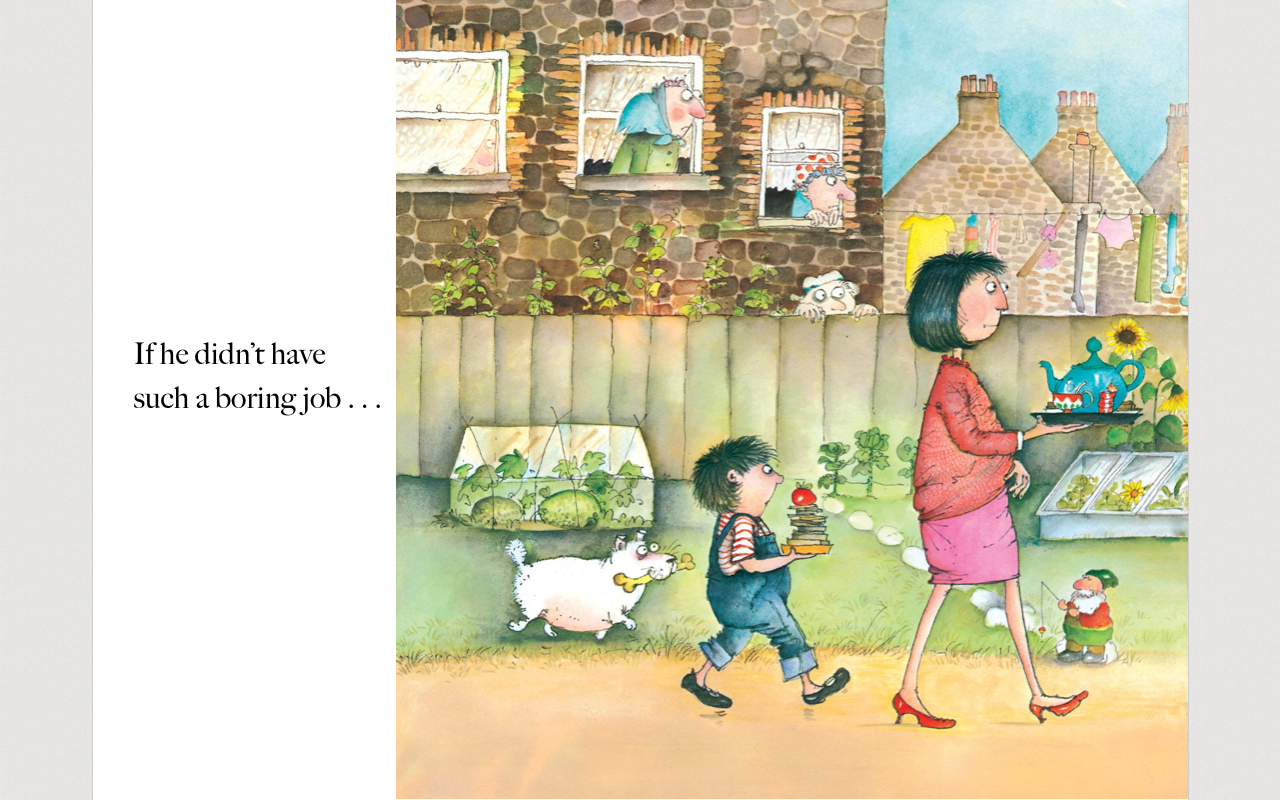 If he didn’t have
such a boring job . . .